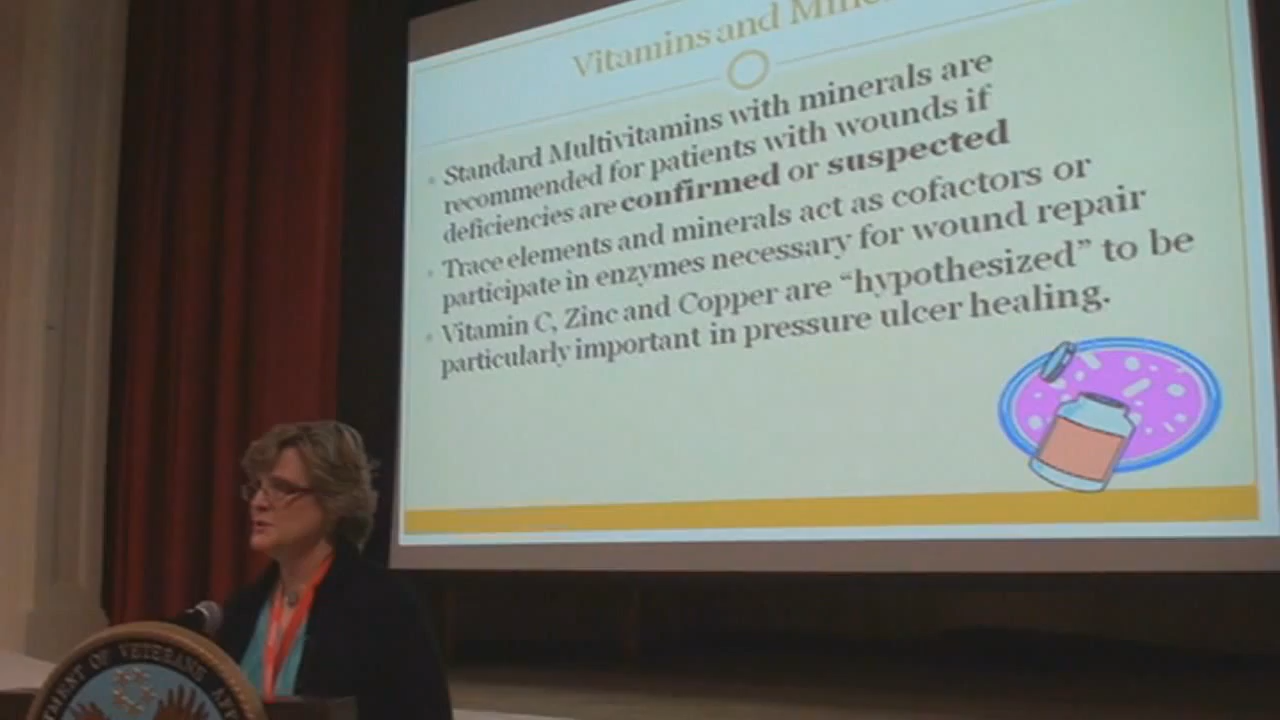 Vitamins and
Standard Multivitamins with minerals are
recommended for patients with wounds if
deficiencies are confirmed or suspected
Trace elements and minerals act as cofactors or
participate in enzymes necessary for wound repair
Vitamin C, Zinc and Copper are “hypothesized” to be
particularly important in pressure ulcer healing.
OF VETERANS